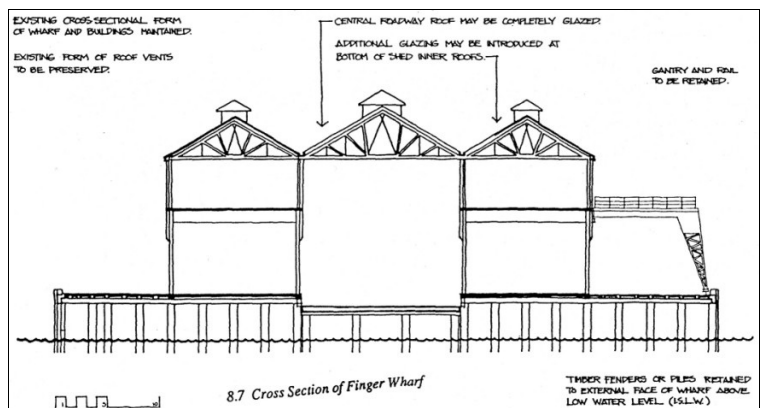 EXISTING CROSS SECTIONAL FORM
OF WHARF AND BUILDINGS MAINTAINED.
EXISTING FORM OF ROOF VENTS
TO BE PRESERVED.
CENTRAL ROADWAY ROOF MAY BE COMPLETELY GLAZED.
ADDITIONAL GLAZING MAY BE INTRODUCED AT
BOTTOM OF SHED INNER ROOFS.
GANTRY AND RAIL
TO BE RETAINED.
8.7 Cross Section of Finger Wharf
TIMBER FENDERS OR PILES RETAINED
TO EXTERNAL FACE OF WHARF ABOVE
LOW WATER LEVEL (I.S.L.W.)